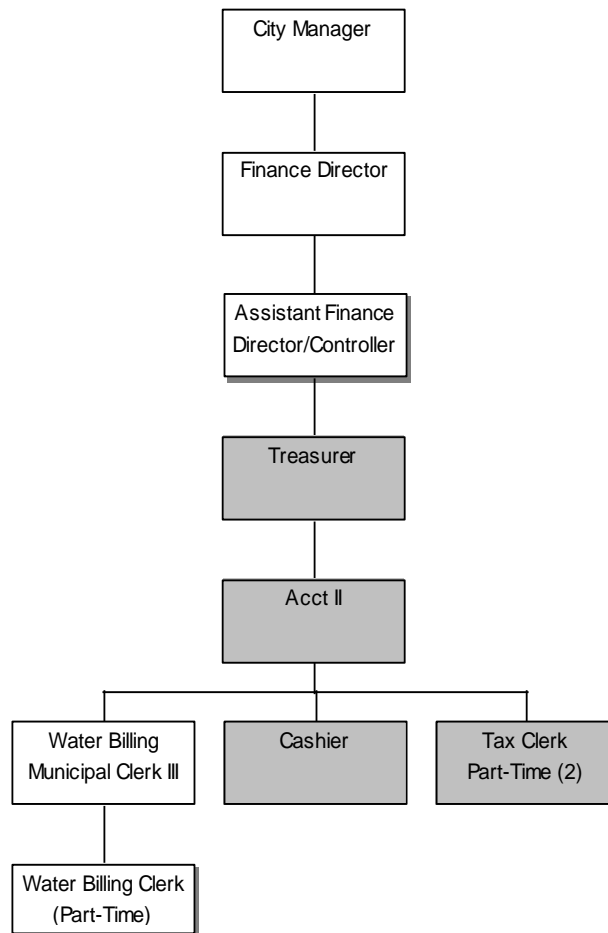 City Manager
Finance Director
Assistant Finance
Director/Controller
Treasurer
Acct II
Water Billing
Municipal Clerk III
Cashier
Tax Clerk
Part-Time (2)
Water Billing Clerk
(Part-Time)